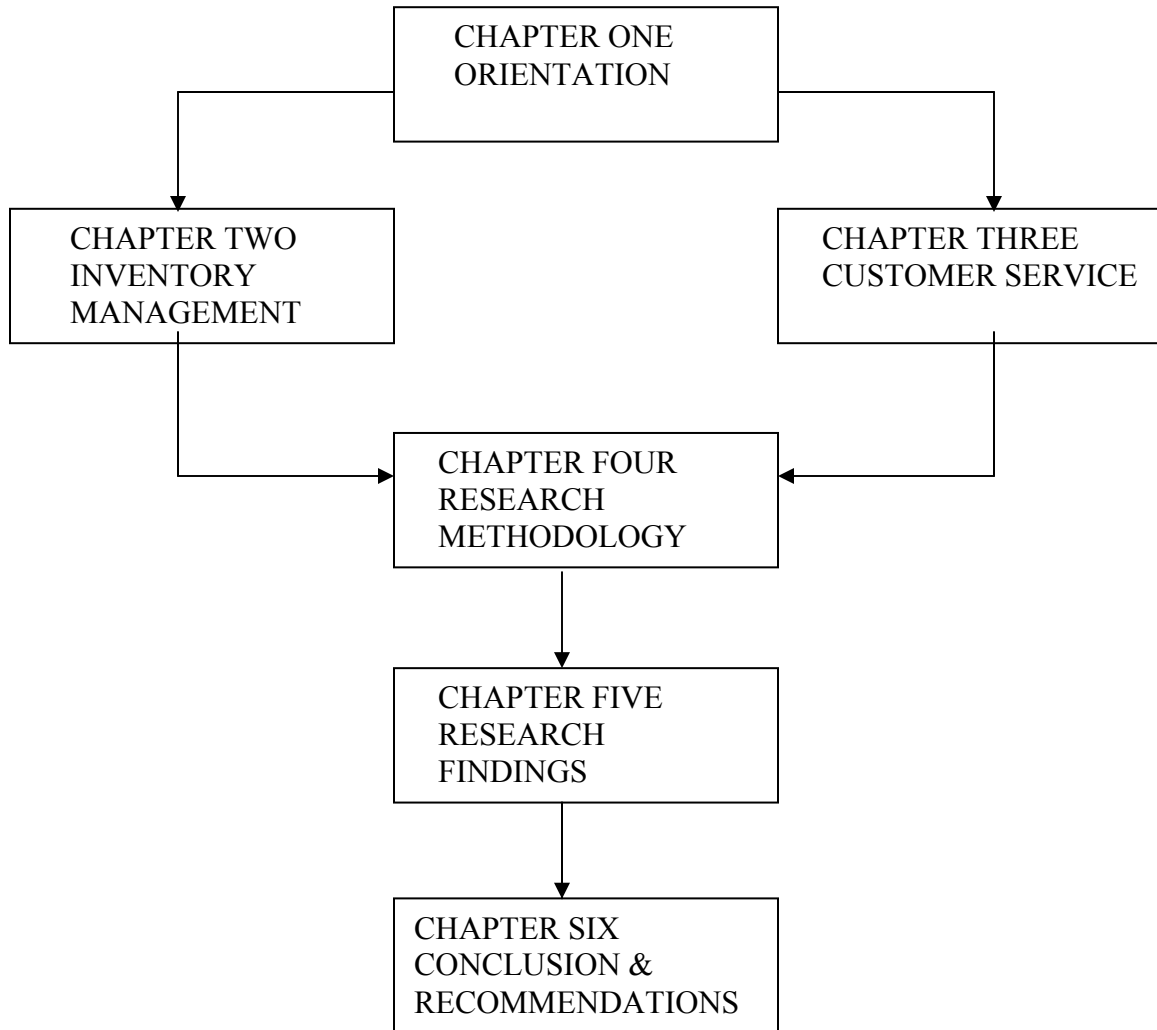 CHAPTER ONE
ORIENTATION
CHAPTER TWO
INVENTORY
MANAGEMENT
CHAPTER THREE
CUSTOMER SERVICE
CHAPTER FOUR
RESEARCH
METHODOLOGY
CHAPTER FIVE
RESEARCH
FINDINGS
CHAPTER SIX
CONCLUSION &
RECOMMENDATIONS